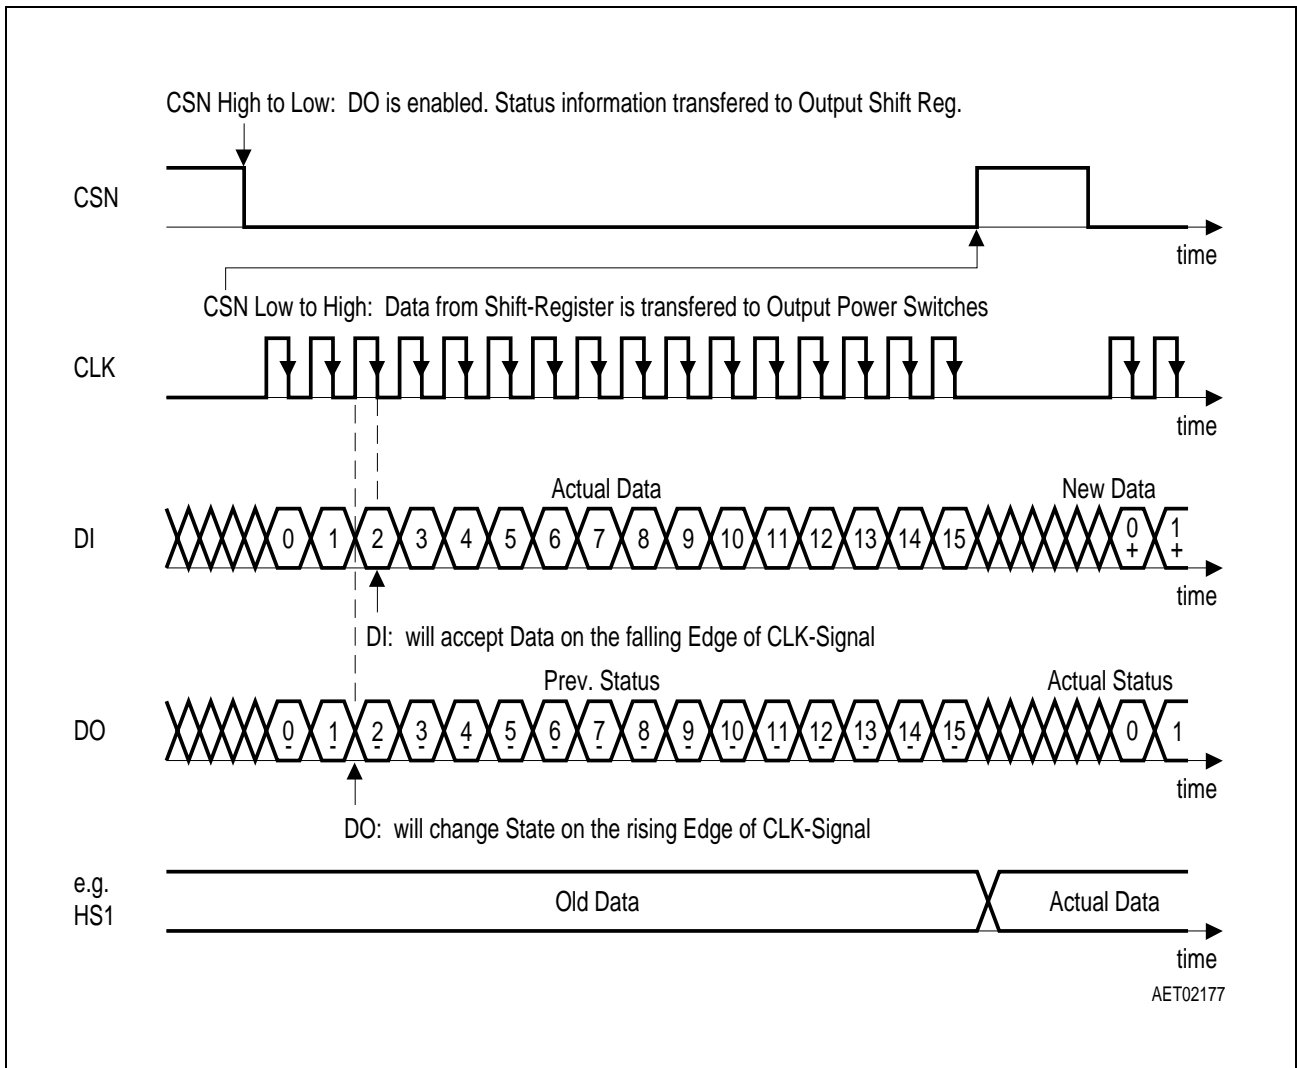 CSN High to Low: DO is enabled. Status information transfered to Output Shift Reg.
CSN
time
CSN Low to High: Data from Shift-Register is transfered to Output Power Switches
CLK
time
Actual Data
New Data
DI
0 1 2 3 4 5 6 7 8 9 10 11 12 13 14 15 0+ 1+
time
DI: will accept Data on the falling Edge of CLK-Signal
Prev. Status
Actual Status
DO
0- 1- 2- 3- 4- 5- 6- 7- 8- 9- 10- 11- 12- 13- 14- 15- 0 1
time
DO: will change State on the rising Edge of CLK-Signal
e.g.
HS1
Old Data
Actual Data
time
AET02177